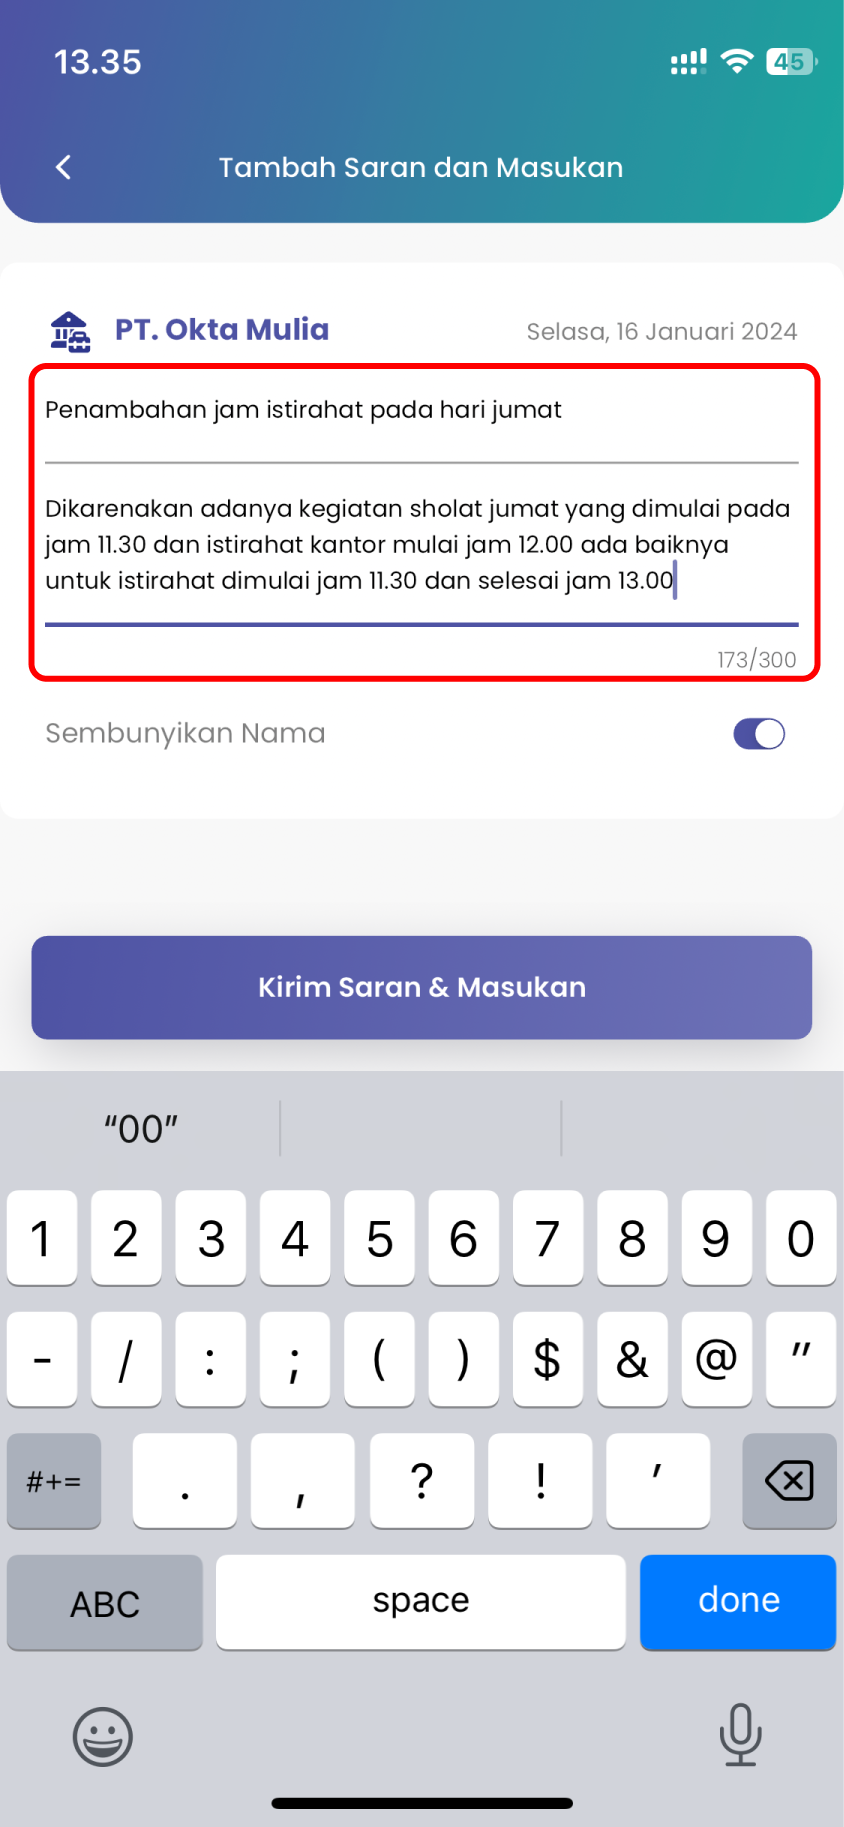 13.35
45
Tambah Saran dan Masukan
PT. Okta Mulia
Selasa, 16 Januari 2024
Penambahan jam istirahat pada hari jumat
Dikarenakan adanya kegiatan sholat jumat yang dimulai pada
jam 11.30 dan istirahat kantor mulai jam 12.00 ada baiknya
untuk istirahat dimulai jam 11.30 dan selesai jam 13.00
173/300
Sembunyikan Nama
Kirim Saran & Masukan
“00”
1 2 3 4 5 6 7 8 9 0
- / : ; ( ) $ & @ "
#+= . , ? ! '
ABC space done